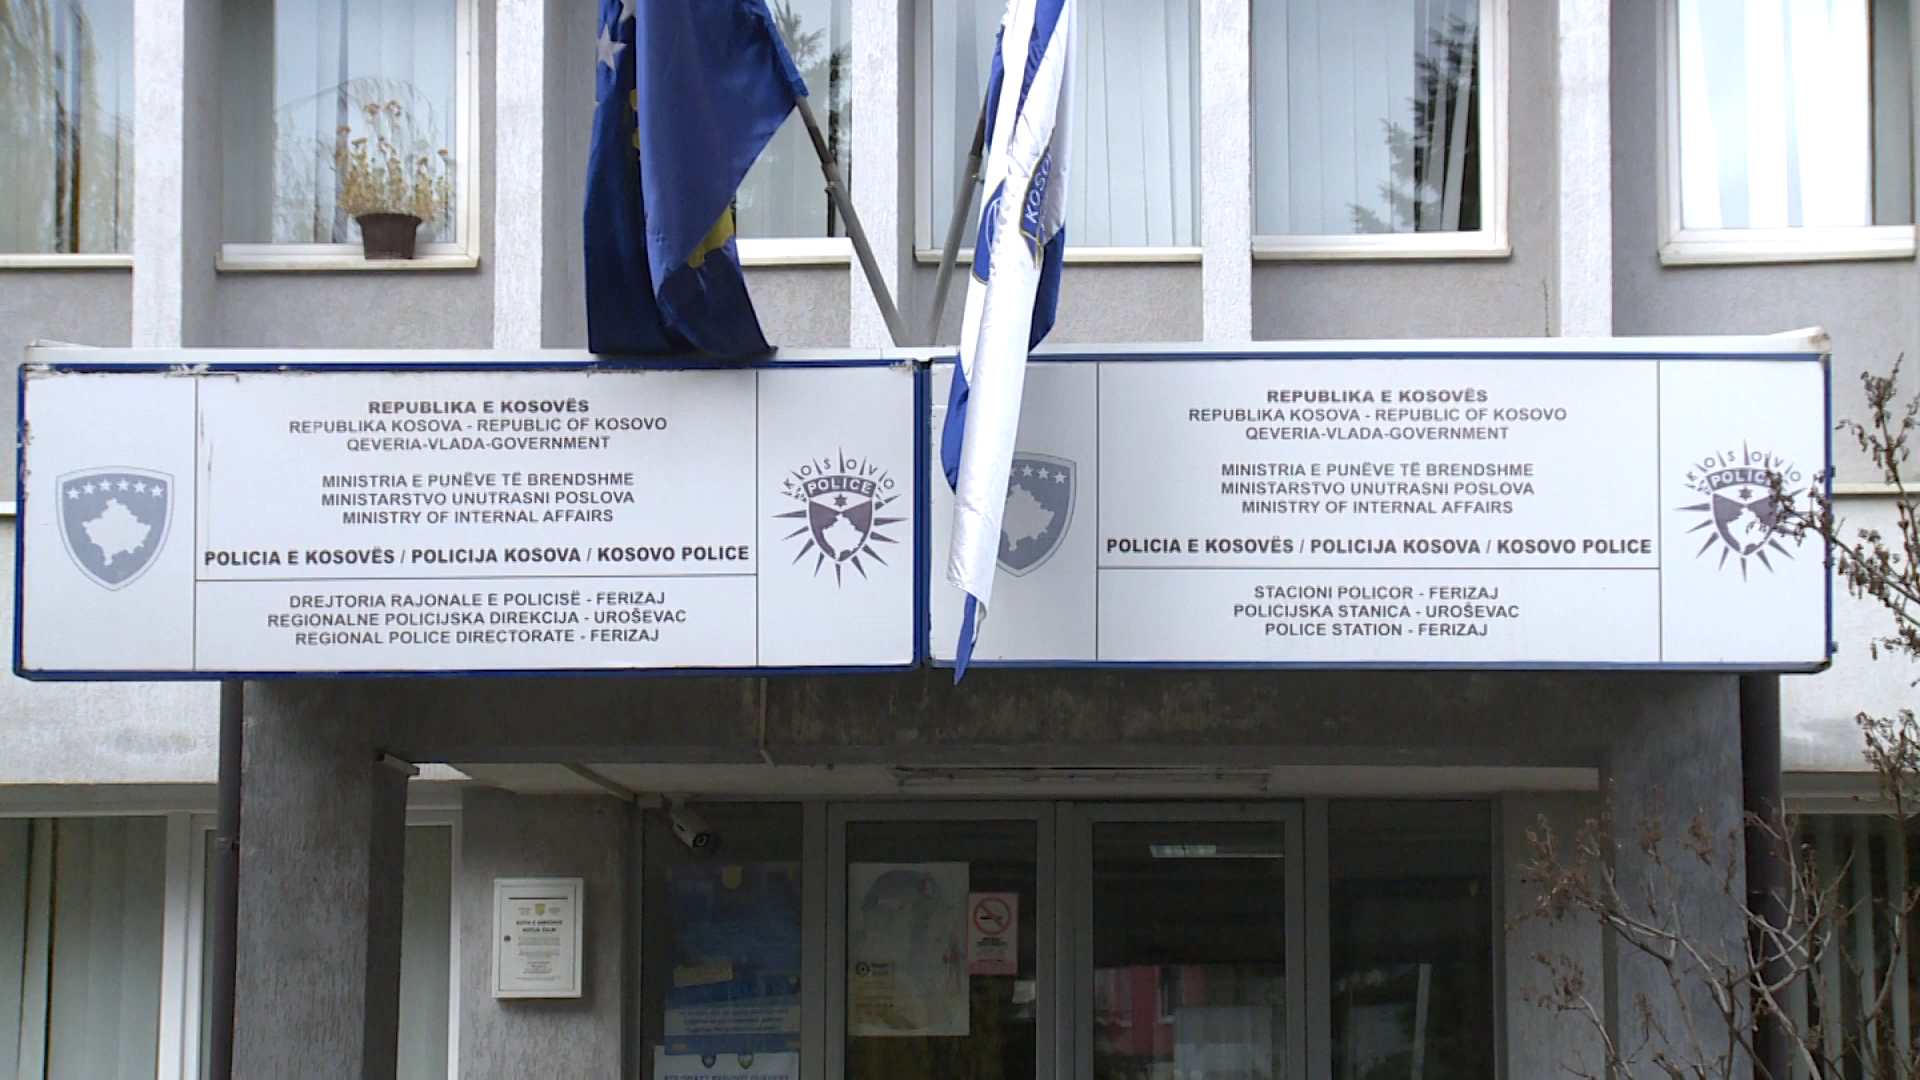 KOSO
REPUBLIKA E KOSOVËS
REPUBLIKA KOSOVA - REPUBLIC OF KOSOVO
QEVERIA-VLADA-GOVERNMENT
MINISTRIA E PUNËVE TË BRENDSHME
MINISTARSTVO UNUTRASNI POSLOVA
MINISTRY OF INTERNAL AFFAIRS
POLICIA E KOSOVËS / POLICIJA KOSOVA / KOSOVO POLICE
DREJTORIA RAJONALE E POLICISË - FERIZAJ
REGIONALNE POLICIJSKA DIREKCIJA - UROŠEVAC
REGIONAL POLICE DIRECTORATE - FERIZAJ
KOSOVO
POLICE
REPUBLIKA E KOSOVËS
REPUBLIKA KOSOVA - REPUBLIC OF KOSOVO
QEVERIA-VLADA-GOVERNMENT
MINISTRIA E PUNËVE TË BRENDSHME
MINISTARSTVO UNUTRASNI POSLOVA
MINISTRY OF INTERNAL AFFAIRS
POLICIA E KOSOVËS / POLICIJA KOSOVA / KOSOVO POLICE
STACIONI POLICOR - FERIZAJ
POLICIJSKA STANICA - UROŠEVAC
POLICE STATION - FERIZAJ
KOSOVO
POLICE